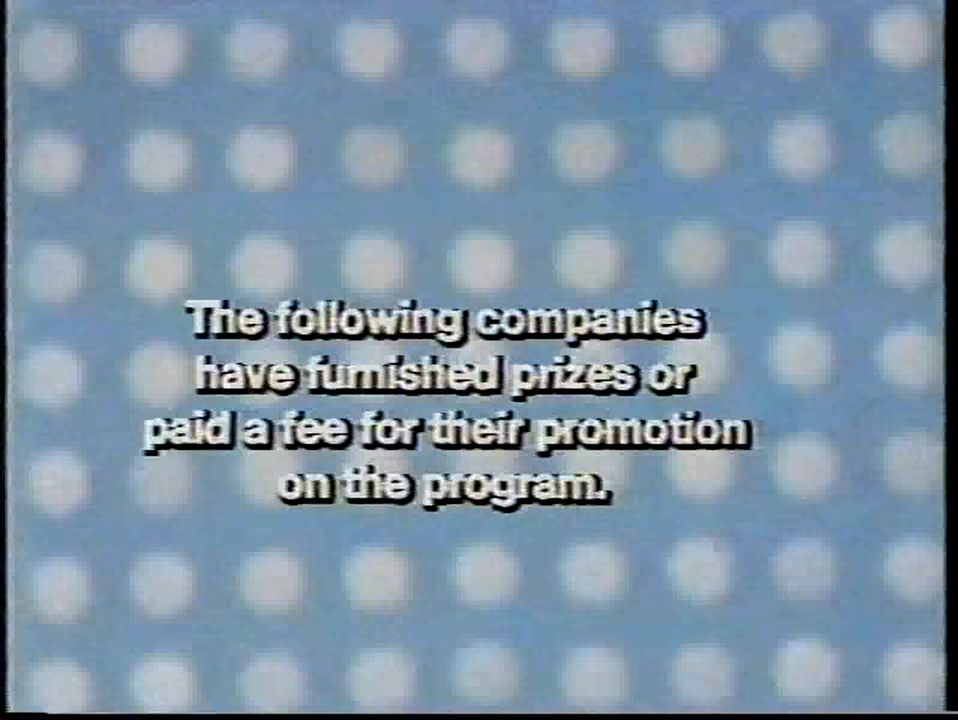 The following companies
have furnished prizes or
paid a fee for their promotion
on the program.